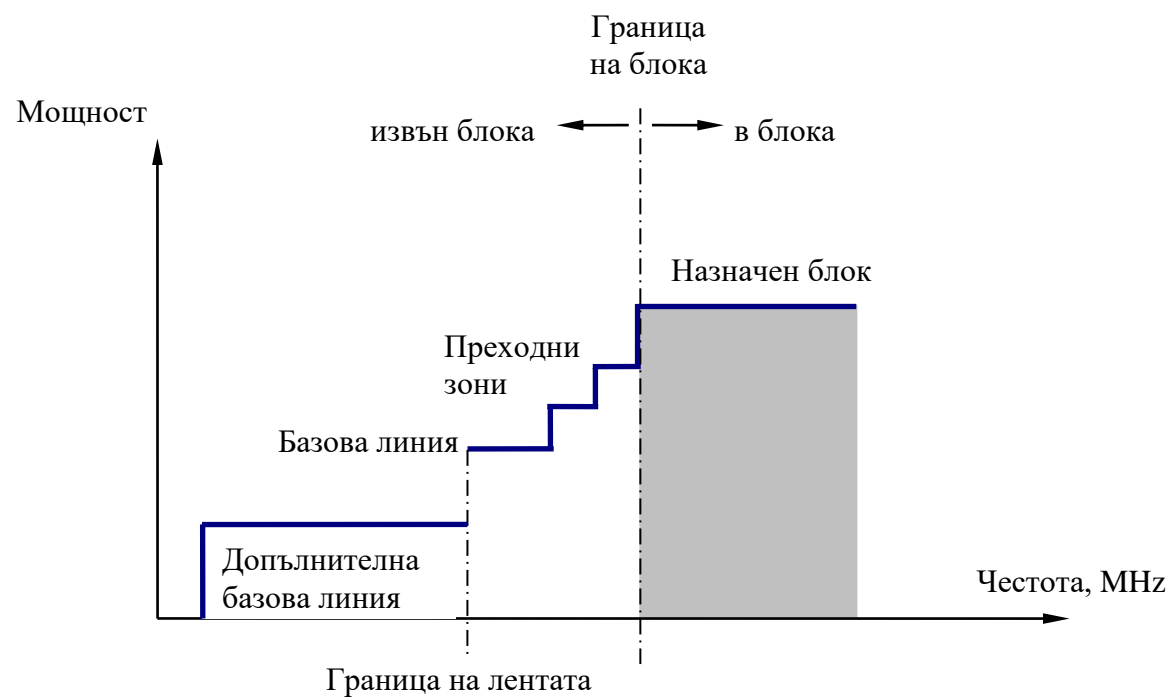 Граница
на блока
Мощност
извън блока
в блока
Назначен блок
Преходни
зони
Базова линия
Допълнителна
базова линия
Честота, MHz
Граница на лентата